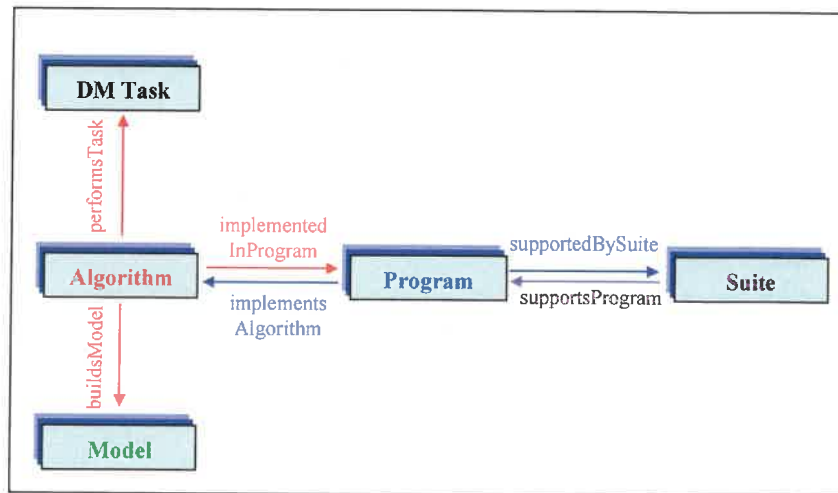 DM Task
performsTask
implemented
InProgram
supportedBySuite
Algorithm
Program
Suite
implements
Algorithm
supportsProgram
buildsModel
Model